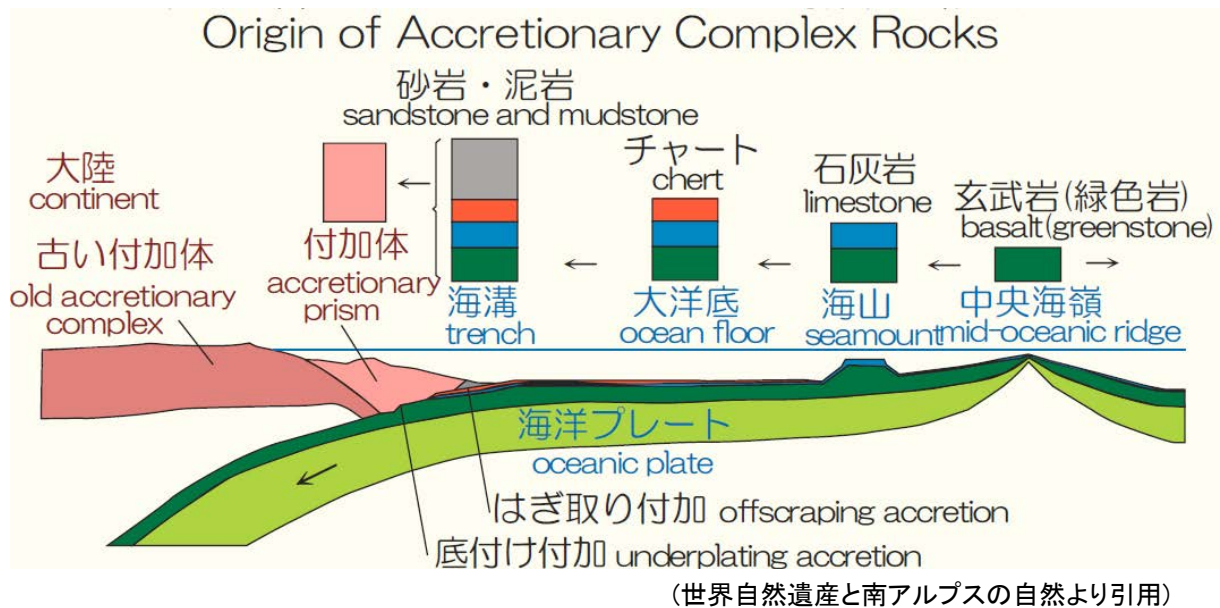 Origin of Accretionary Complex Rocks
砂岩・泥岩
sandstone and mudstone
大陸
continent
チャート
chert
石灰岩
limestone
玄武岩(緑色岩)
basalt(greenstone)
古い付加体
old accretionary
complex
付加体
accretionary
prism
海溝
trench
大洋底
ocean floor
海山
seamount
中央海嶺
mid-oceanic ridge
海洋プレート
oceanic plate
はぎ取り付加 offscraping accretion
底付け付加 underplating accretion
(世界自然遺産と南アルプスの自然より引用)